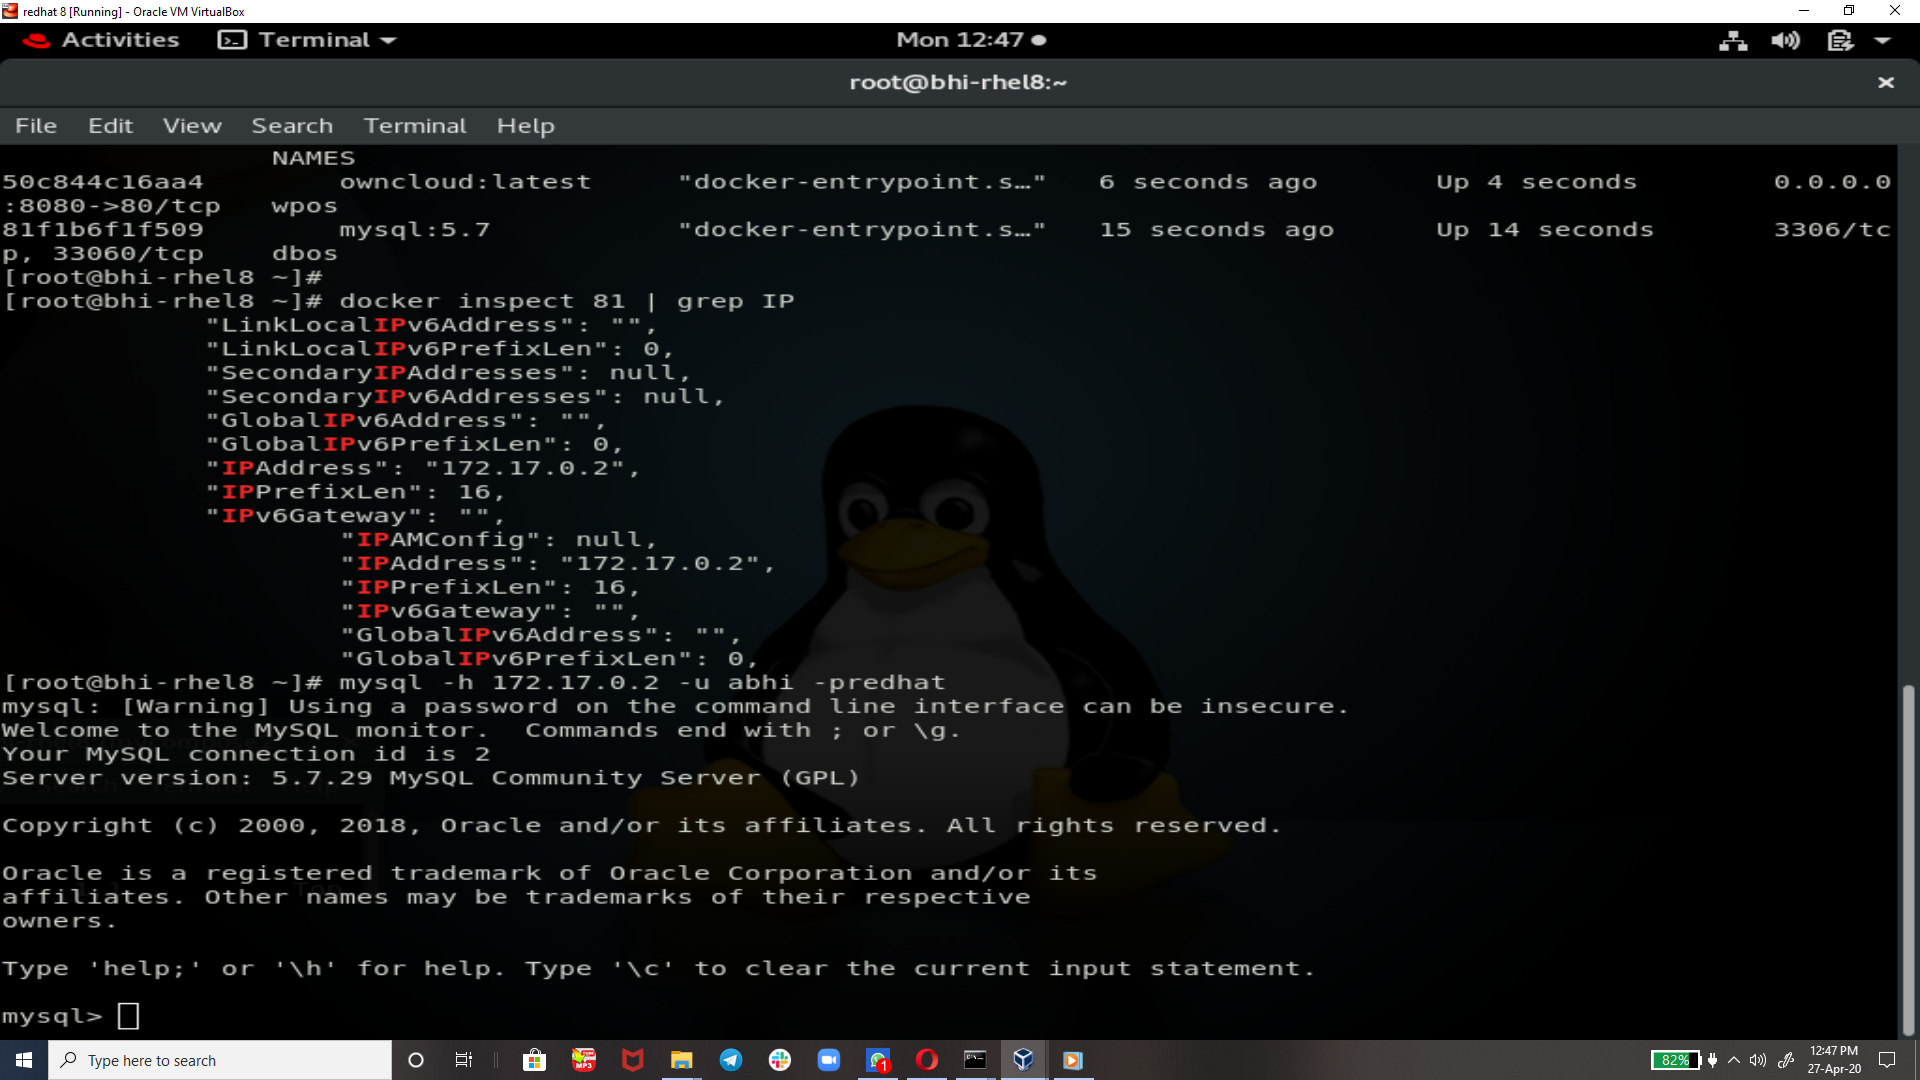 redhat 8 [Running] - Oracle VM VirtualBox
Activities Terminal Mon 12:47
root@bhi-rhel8:~
File Edit View Search Terminal Help
NAMES
50c844c16aa4 owncloud:latest "docker-entrypoint.s…" 6 seconds ago Up 4 seconds 0.0.0.0
:8080->80/tcp wpos
81f1b6f1f509 mysql:5.7 "docker-entrypoint.s…" 15 seconds ago Up 14 seconds 3306/tc
p, 33060/tcp dbos
[root@bhi-rhel8 ~]#
[root@bhi-rhel8 ~]# docker inspect 81 | grep IP
"LinkLocalIPv6Address": "",
"LinkLocalIPv6PrefixLen": 0,
"SecondaryIPAddresses": null,
"SecondaryIPv6Addresses": null,
"GlobalIPv6Address": "",
"GlobalIPv6PrefixLen": 0,
"IPAddress": "172.17.0.2",
"IPPrefixLen": 16,
"IPv6Gateway": "",
"IPAMConfig": null,
"IPAddress": "172.17.0.2",
"IPPrefixLen": 16,
"IPv6Gateway": "",
"GlobalIPv6Address": "",
"GlobalIPv6PrefixLen": 0,
[root@bhi-rhel8 ~]# mysql -h 172.17.0.2 -u abhi -predhat
mysql: [Warning] Using a password on the command line interface can be insecure.
Welcome to the MySQL monitor.  Commands end with ; or \g.
Your MySQL connection id is 2
Server version: 5.7.29 MySQL Community Server (GPL)
Copyright (c) 2000, 2018, Oracle and/or its affiliates. All rights reserved.
Oracle is a registered trademark of Oracle Corporation and/or its
affiliates. Other names may be trademarks of their respective
owners.
Type 'help;' or '\h' for help. Type '\c' to clear the current input statement.
mysql>
Type here to search MP3 1 82% 12:47 PM
27-Apr-20